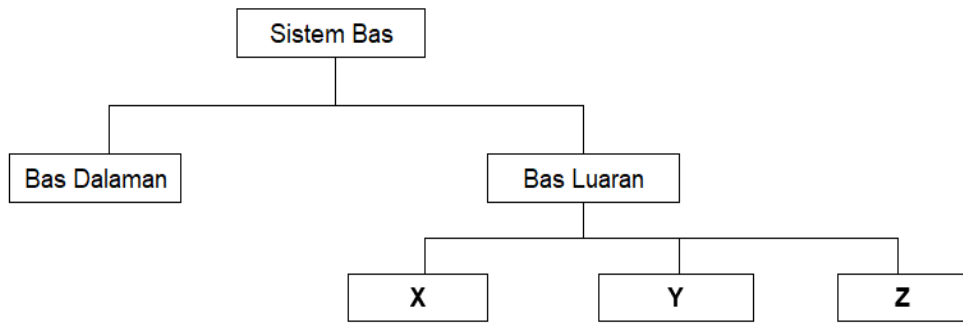 Sistem Bas
Bas Dalaman
Bas Luaran
X
Y
Z